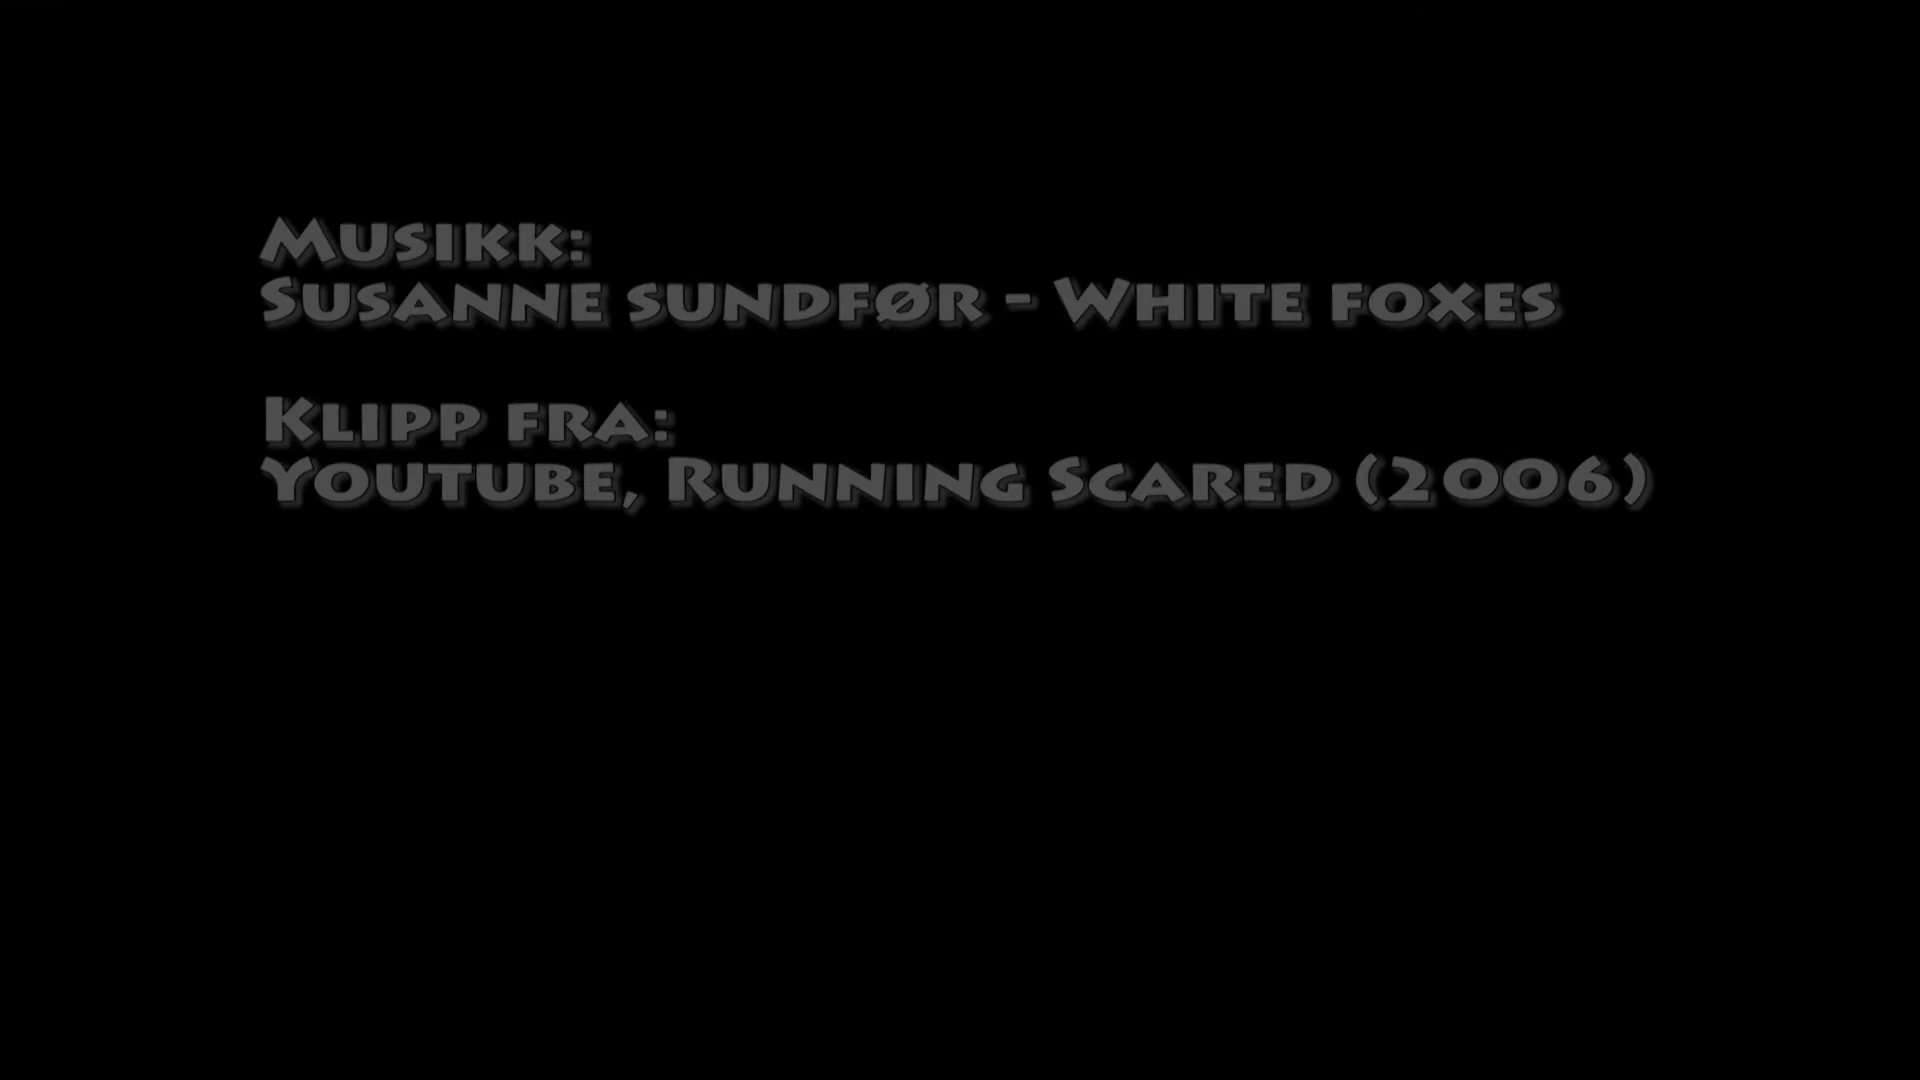 Musikk:
Susanne sundfør - White foxes
Klipp fra:
Youtube, Running Scared (2006)